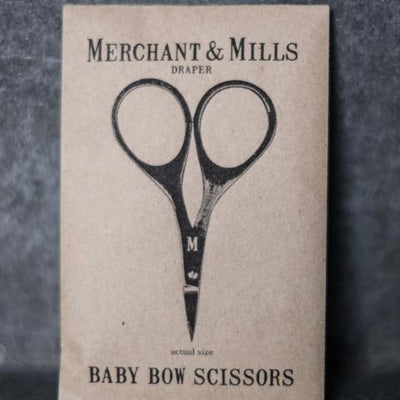 MERCHANT & MILLS
DRAPER
M
actual size
BABY BOW SCISSORS